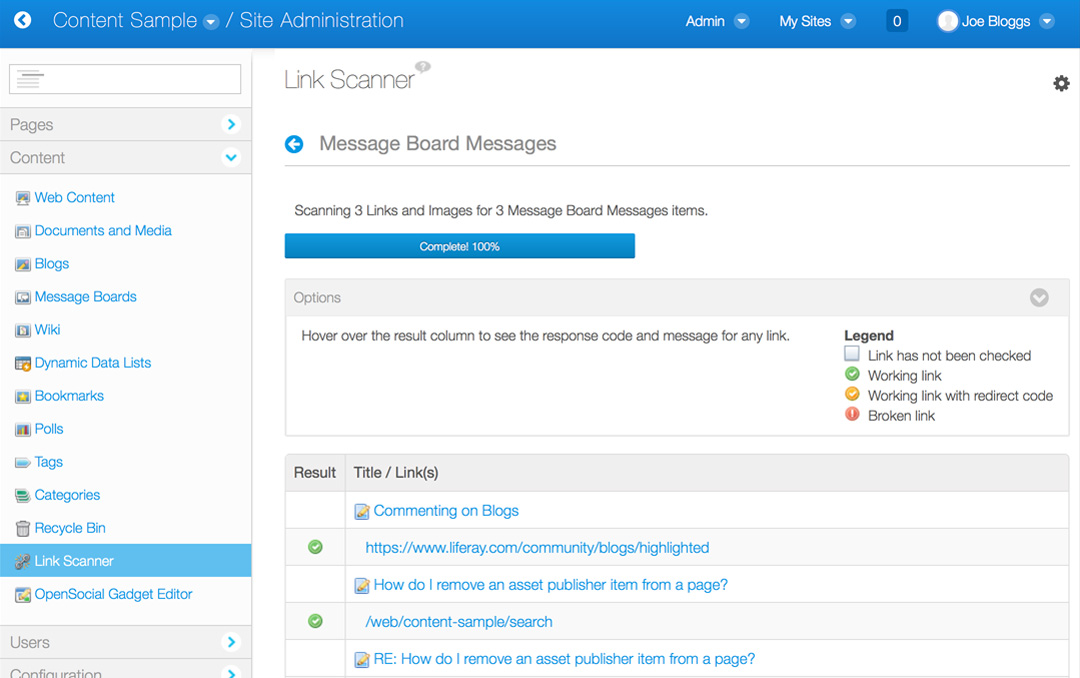 Content Sample / Site Administration
Admin
My Sites
0
Joe Bloggs
Pages
Content
Web Content
Documents and Media
Blogs
Message Boards
Wiki
Dynamic Data Lists
Bookmarks
Polls
Tags
Categories
Recycle Bin
Link Scanner
OpenSocial Gadget Editor
Users
Configuration
Link Scanner ?
Message Board Messages
Scanning 3 Links and Images for 3 Message Board Messages items.
Complete! 100%
Options
Hover over the result column to see the response code and message for any link.
Legend
Link has not been checked
Working link
Working link with redirect code
Broken link
Result Title / Link(s)
Commenting on Blogs
https://www.liferay.com/community/blogs/highlighted
How do I remove an asset publisher item from a page?
/web/content-sample/search
RE: How do I remove an asset publisher item from a page?